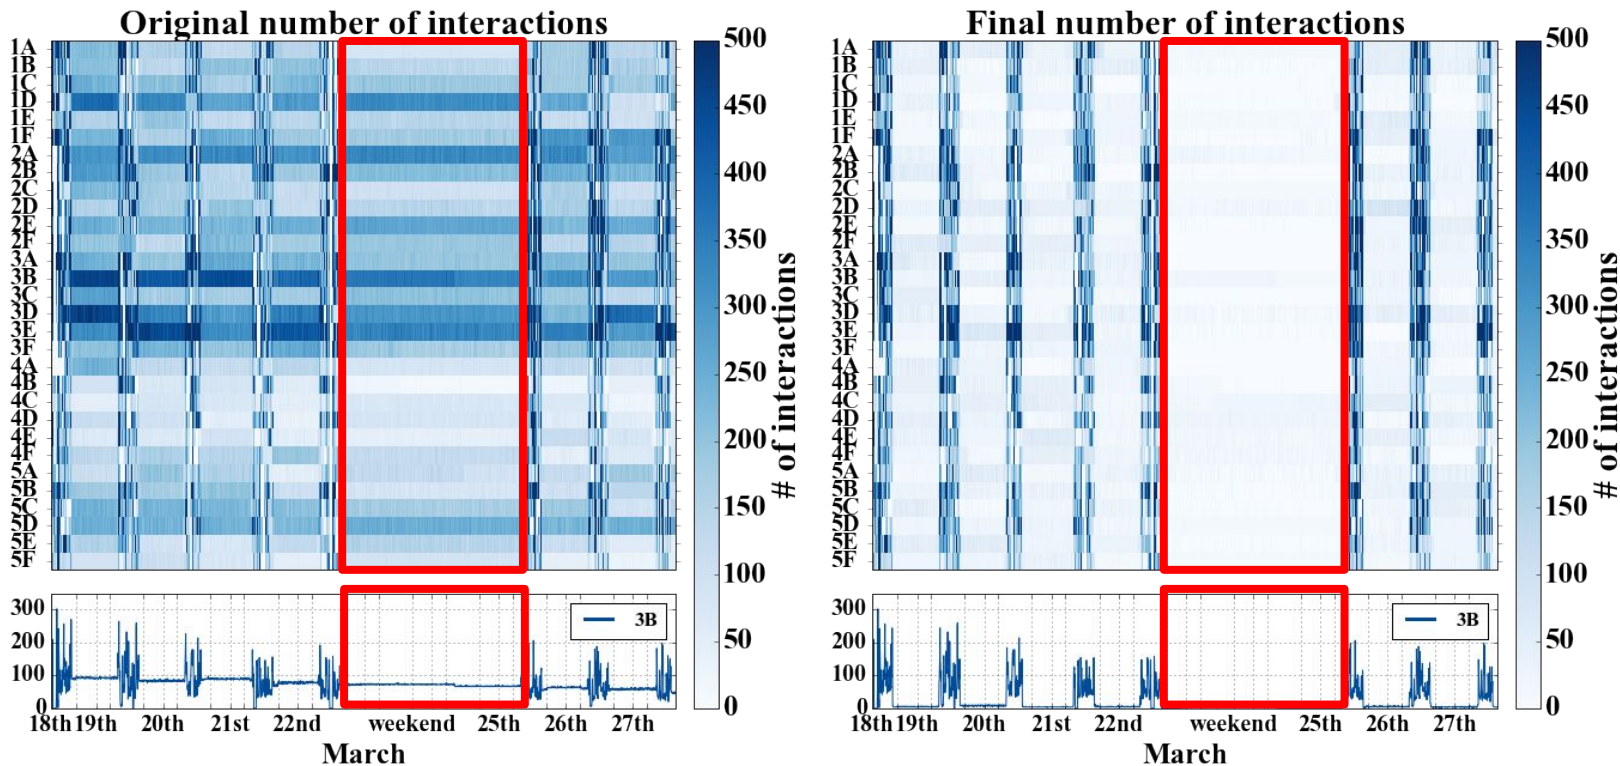 Original number of interactions
1A
1B
1C
1D
1E
1F
2A
2B
2C
2D
2E
2F
3A
3B
3C
3D
3E
3F
4A
4B
4C
4D
4E
4F
5A
5B
5C
5D
5E
5F
500
450
400
350
300
250
200
150
100
50
0
# of interactions
300
200
100
0
3B
18th 19th 20th 21st 22nd weekend 25th 26th 27th
March
Final number of interactions
1A
1B
1C
1D
1E
1F
2A
2B
2C
2D
2E
2F
3A
3B
3C
3D
3E
3F
4A
4B
4C
4D
4E
4F
5A
5B
5C
5D
5E
5F
500
450
400
350
300
250
200
150
100
50
0
# of interactions
300
200
100
0
3B
18th 19th 20th 21st 22nd weekend 25th 26th 27th
March